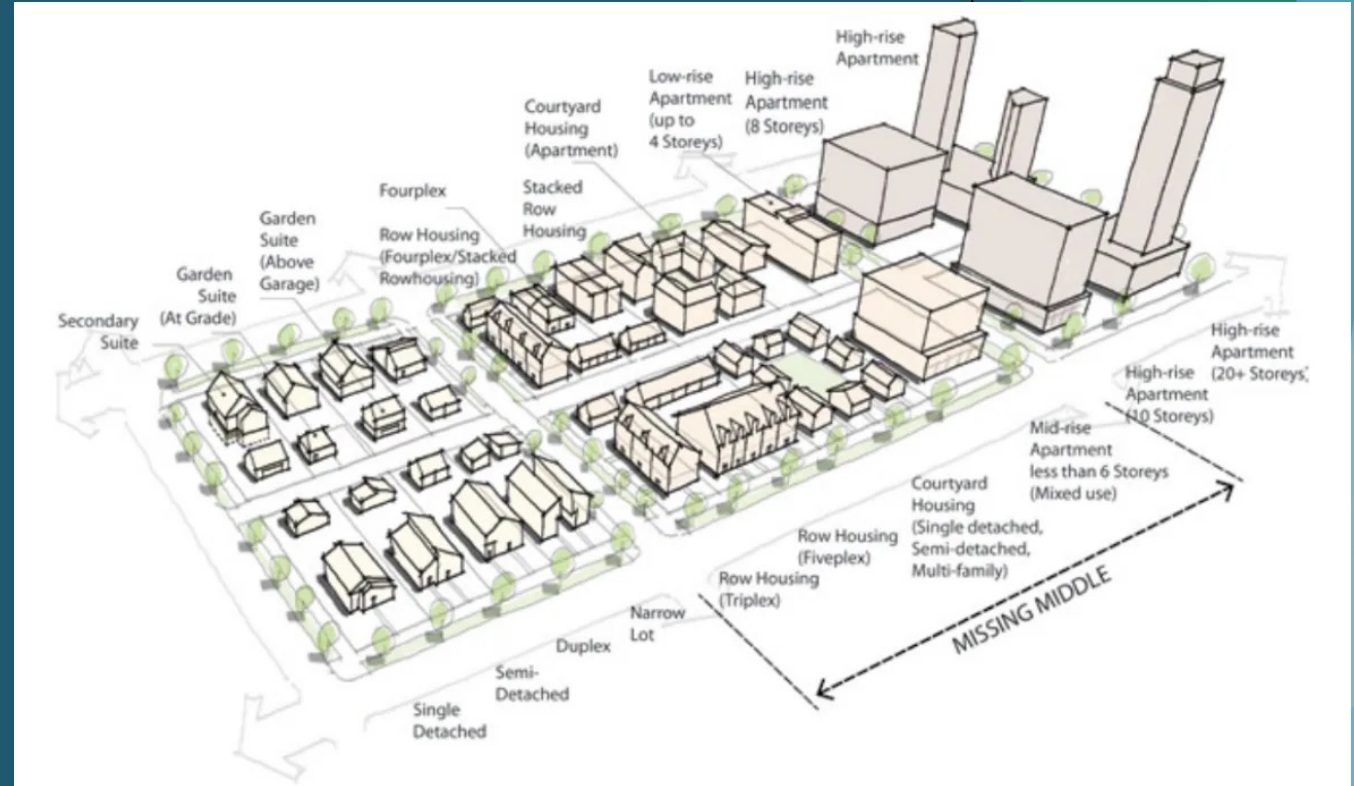 High-rise
Apartment
Low-rise
Apartment
(up to
4 Storeys)
High-rise
Apartment
(8 Storeys)
Courtyard
Housing
(Apartment)
Fourplex
Stacked
Row
Housing
Garden
Suite
(Above
Garage)
Row Housing
(Fourplex/Stacked
Rowhousing)
Garden
Suite
(At Grade)
Secondary
Suite
High-rise
Apartment
(20+ Storeys)
High-rise
Apartment
(10 Storeys)
Mid-rise
Apartment
less than 6 Storeys
(Mixed use)
Courtyard
Housing
(Single detached,
Semi-detached,
Multi-family)
Row Housing
(Fiveplex)
Row Housing
(Triplex)
Narrow
Lot
Duplex
Semi-
Detached
Single
Detached
MISSING MIDDLE